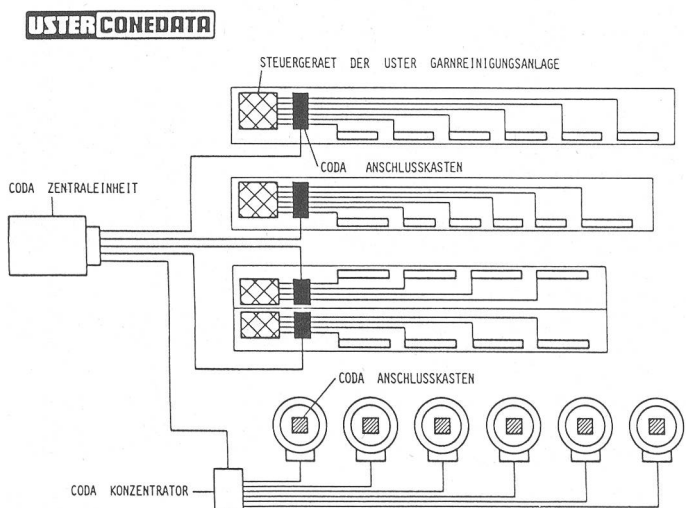 USTER CONEDATA
STEUERGERAET DER USTER GARNREINIGUNGSANLAGE
CODA ANSCHLUSSKASTEN
CODA ZENTRALEINHEIT
CODA ANSCHLUSSKASTEN
CODA KONZENTRATOR